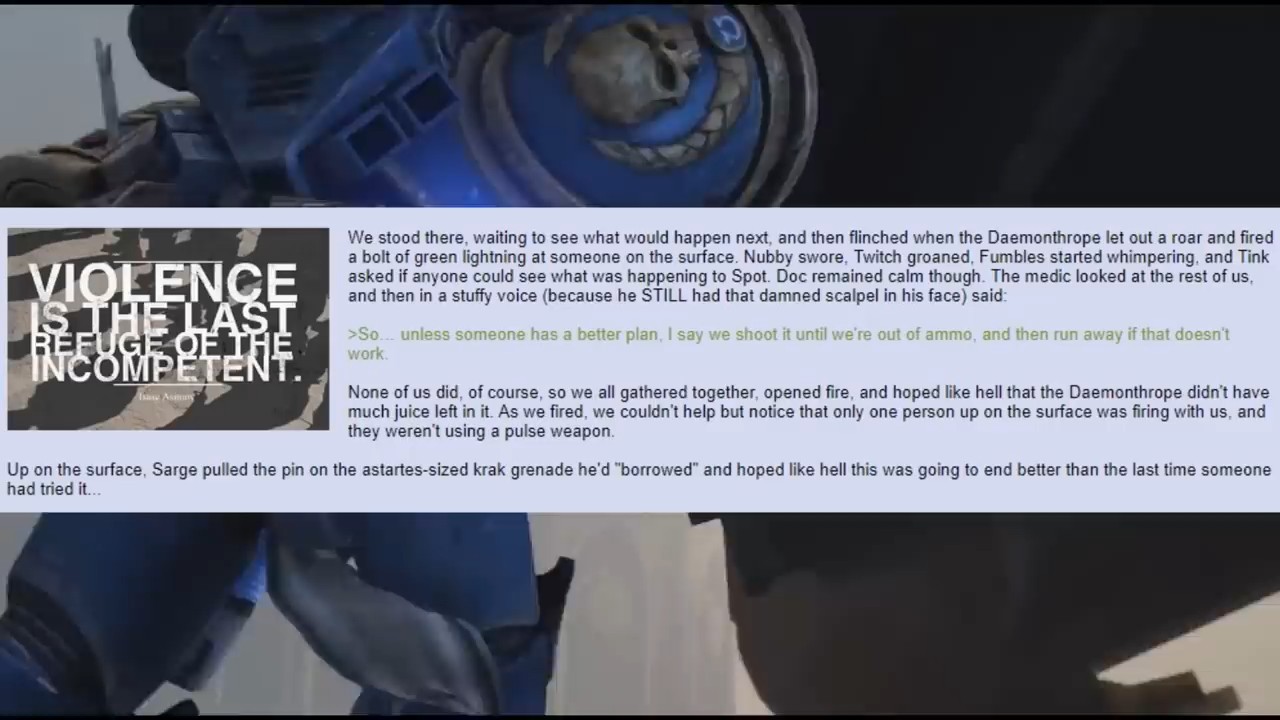 VIOLENCE
IS THE LAST
REFUGE OF THE
INCOMPETENT.
Isaac Asimov
We stood there, waiting to see what would happen next, and then flinched when the Daemonthrope let out a roar and fired
a bolt of green lightning at someone on the surface. Nubby swore, Twitch groaned, Fumbles started whimpering, and Tink
asked if anyone could see what was happening to Spot. Doc remained calm though. The medic looked at the rest of us,
and then in a stuffy voice (because he STILL had that damned scalpel in his face) said:
>So... unless someone has a better plan, I say we shoot it until we're out of ammo, and then run away if that doesn't
work.
None of us did, of course, so we all gathered together, opened fire, and hoped like hell that the Daemonthrope didn't have
much juice left in it. As we fired, we couldn't help but notice that only one person up on the surface was firing with us, and
they weren't using a pulse weapon.
Up on the surface, Sarge pulled the pin on the astartes-sized krak grenade he'd "borrowed" and hoped like hell this was going to end better than the last time someone
had tried it...